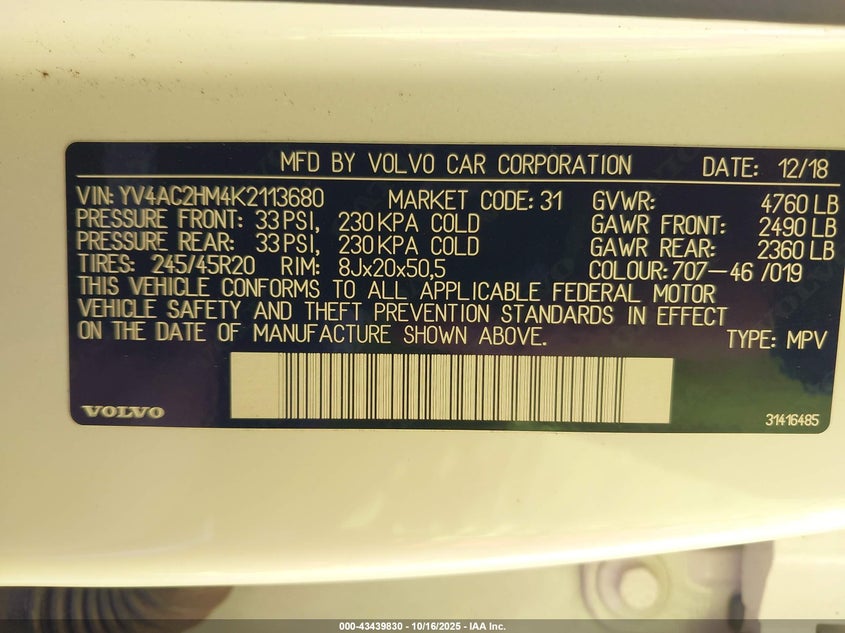 MFD BY VOLVO CAR CORPORATION DATE: 12/18
VIN: YV4AC2HM4K2113680 MARKET CODE: 31 GVWR: 4760 LB
PRESSURE FRONT: 33 PSI, 230 KPA COLD GAWR FRONT: 2490 LB
PRESSURE REAR: 33 PSI, 230 KPA COLD GAWR REAR: 2360 LB
TIRES: 245/45R20 RIM: 8Jx20x50,5 COLOUR: 707-46 /019
THIS VEHICLE CONFORMS TO ALL APPLICABLE FEDERAL MOTOR
VEHICLE SAFETY AND THEFT PREVENTION STANDARDS IN EFFECT
ON THE DATE OF MANUFACTURE SHOWN ABOVE. TYPE: MPV
VOLVO 31416485
000-43439830 - 10/16/2025 - IAA Inc.